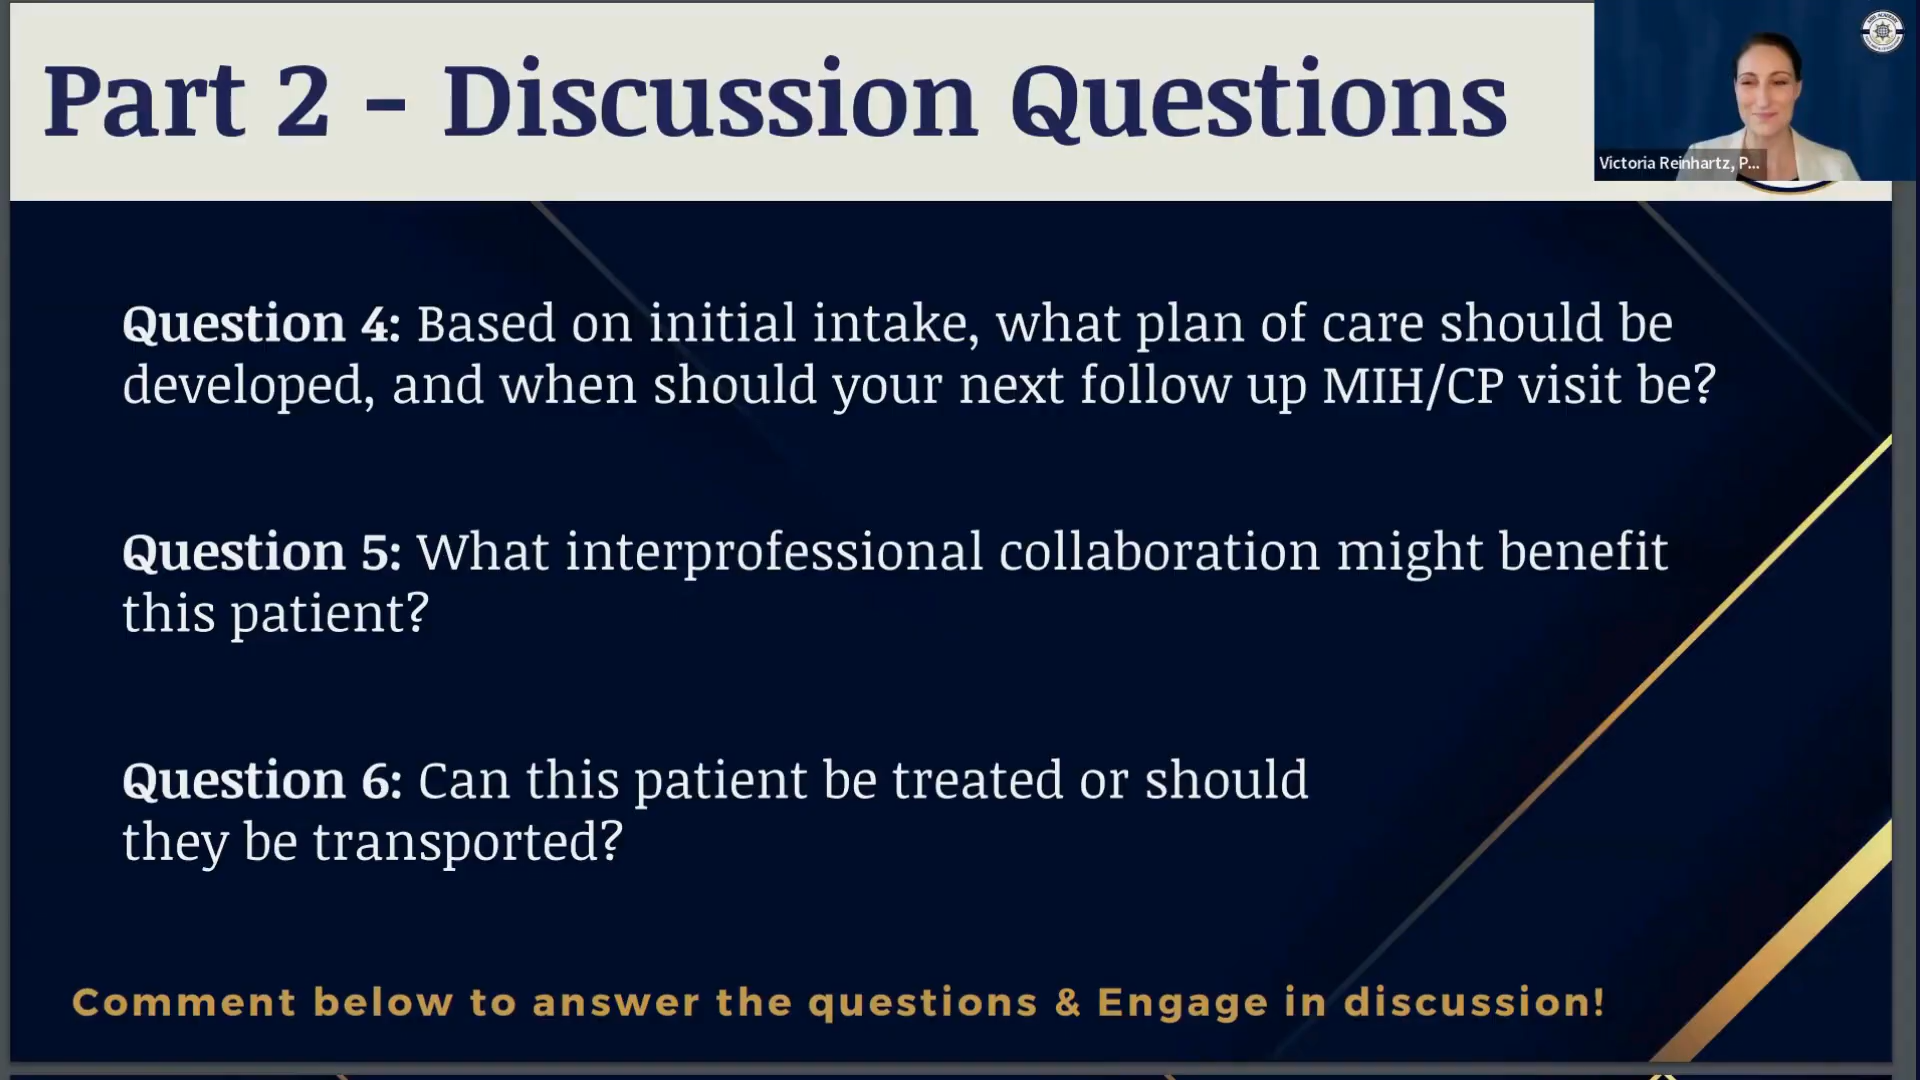 Part 2 - Discussion Questions
Victoria Reinhartz, P...
Question 4: Based on initial intake, what plan of care should be
developed, and when should your next follow up MIH/CP visit be?
Question 5: What interprofessional collaboration might benefit
this patient?
Question 6: Can this patient be treated or should
they be transported?
Comment below to answer the questions & Engage in discussion!